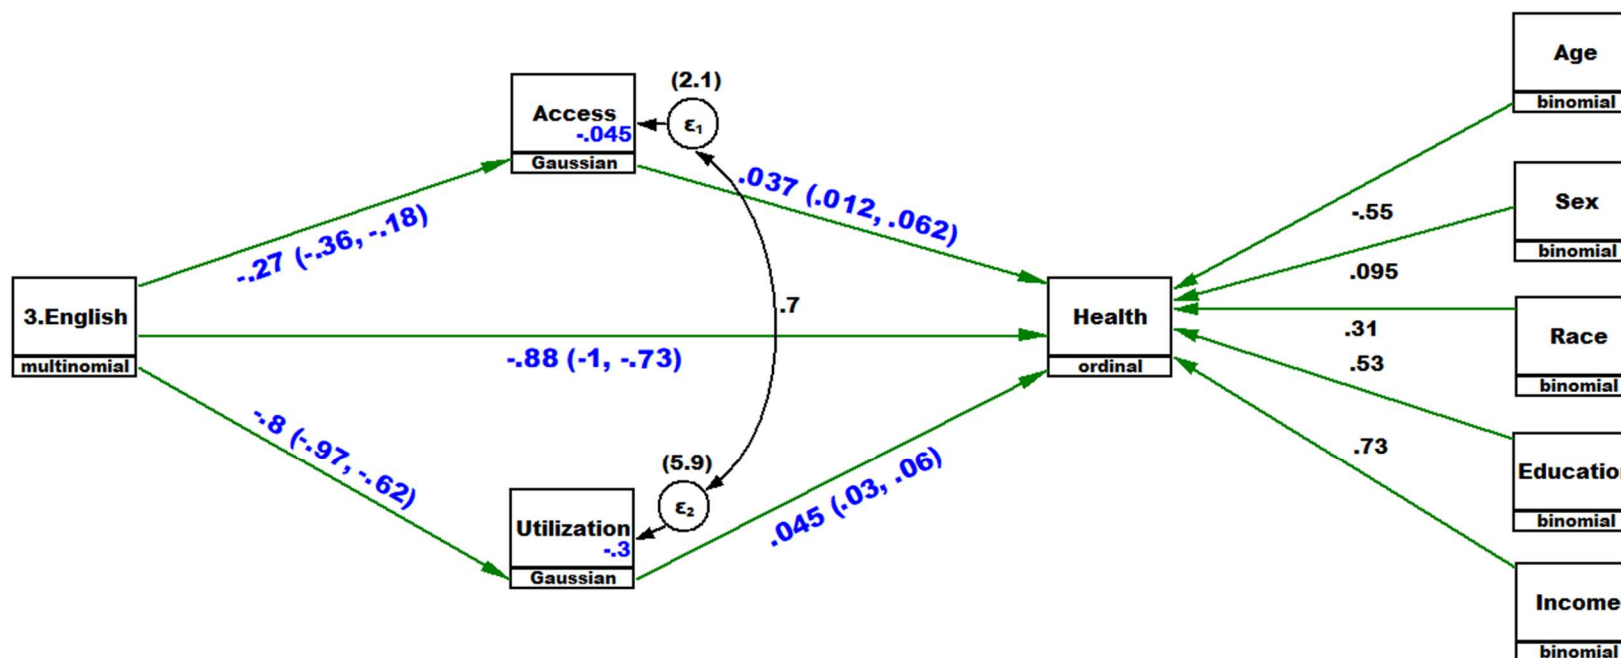 3.English
multinomial
-.27 (-.36, -.18)
-.88 (-1, -.73)
-.8 (-.97, -.62)
Access
-.045
Gaussian
(2.1)
ε₁
.037 (.012, .062)
.7
Utilization
-.3
Gaussian
(5.9)
ε₂
.045 (.03, .06)
Health
ordinal
-.55
.095
.31
.53
.73
Age
binomial
Sex
binomial
Race
binomial
Educatio
binomial
Income
binomial